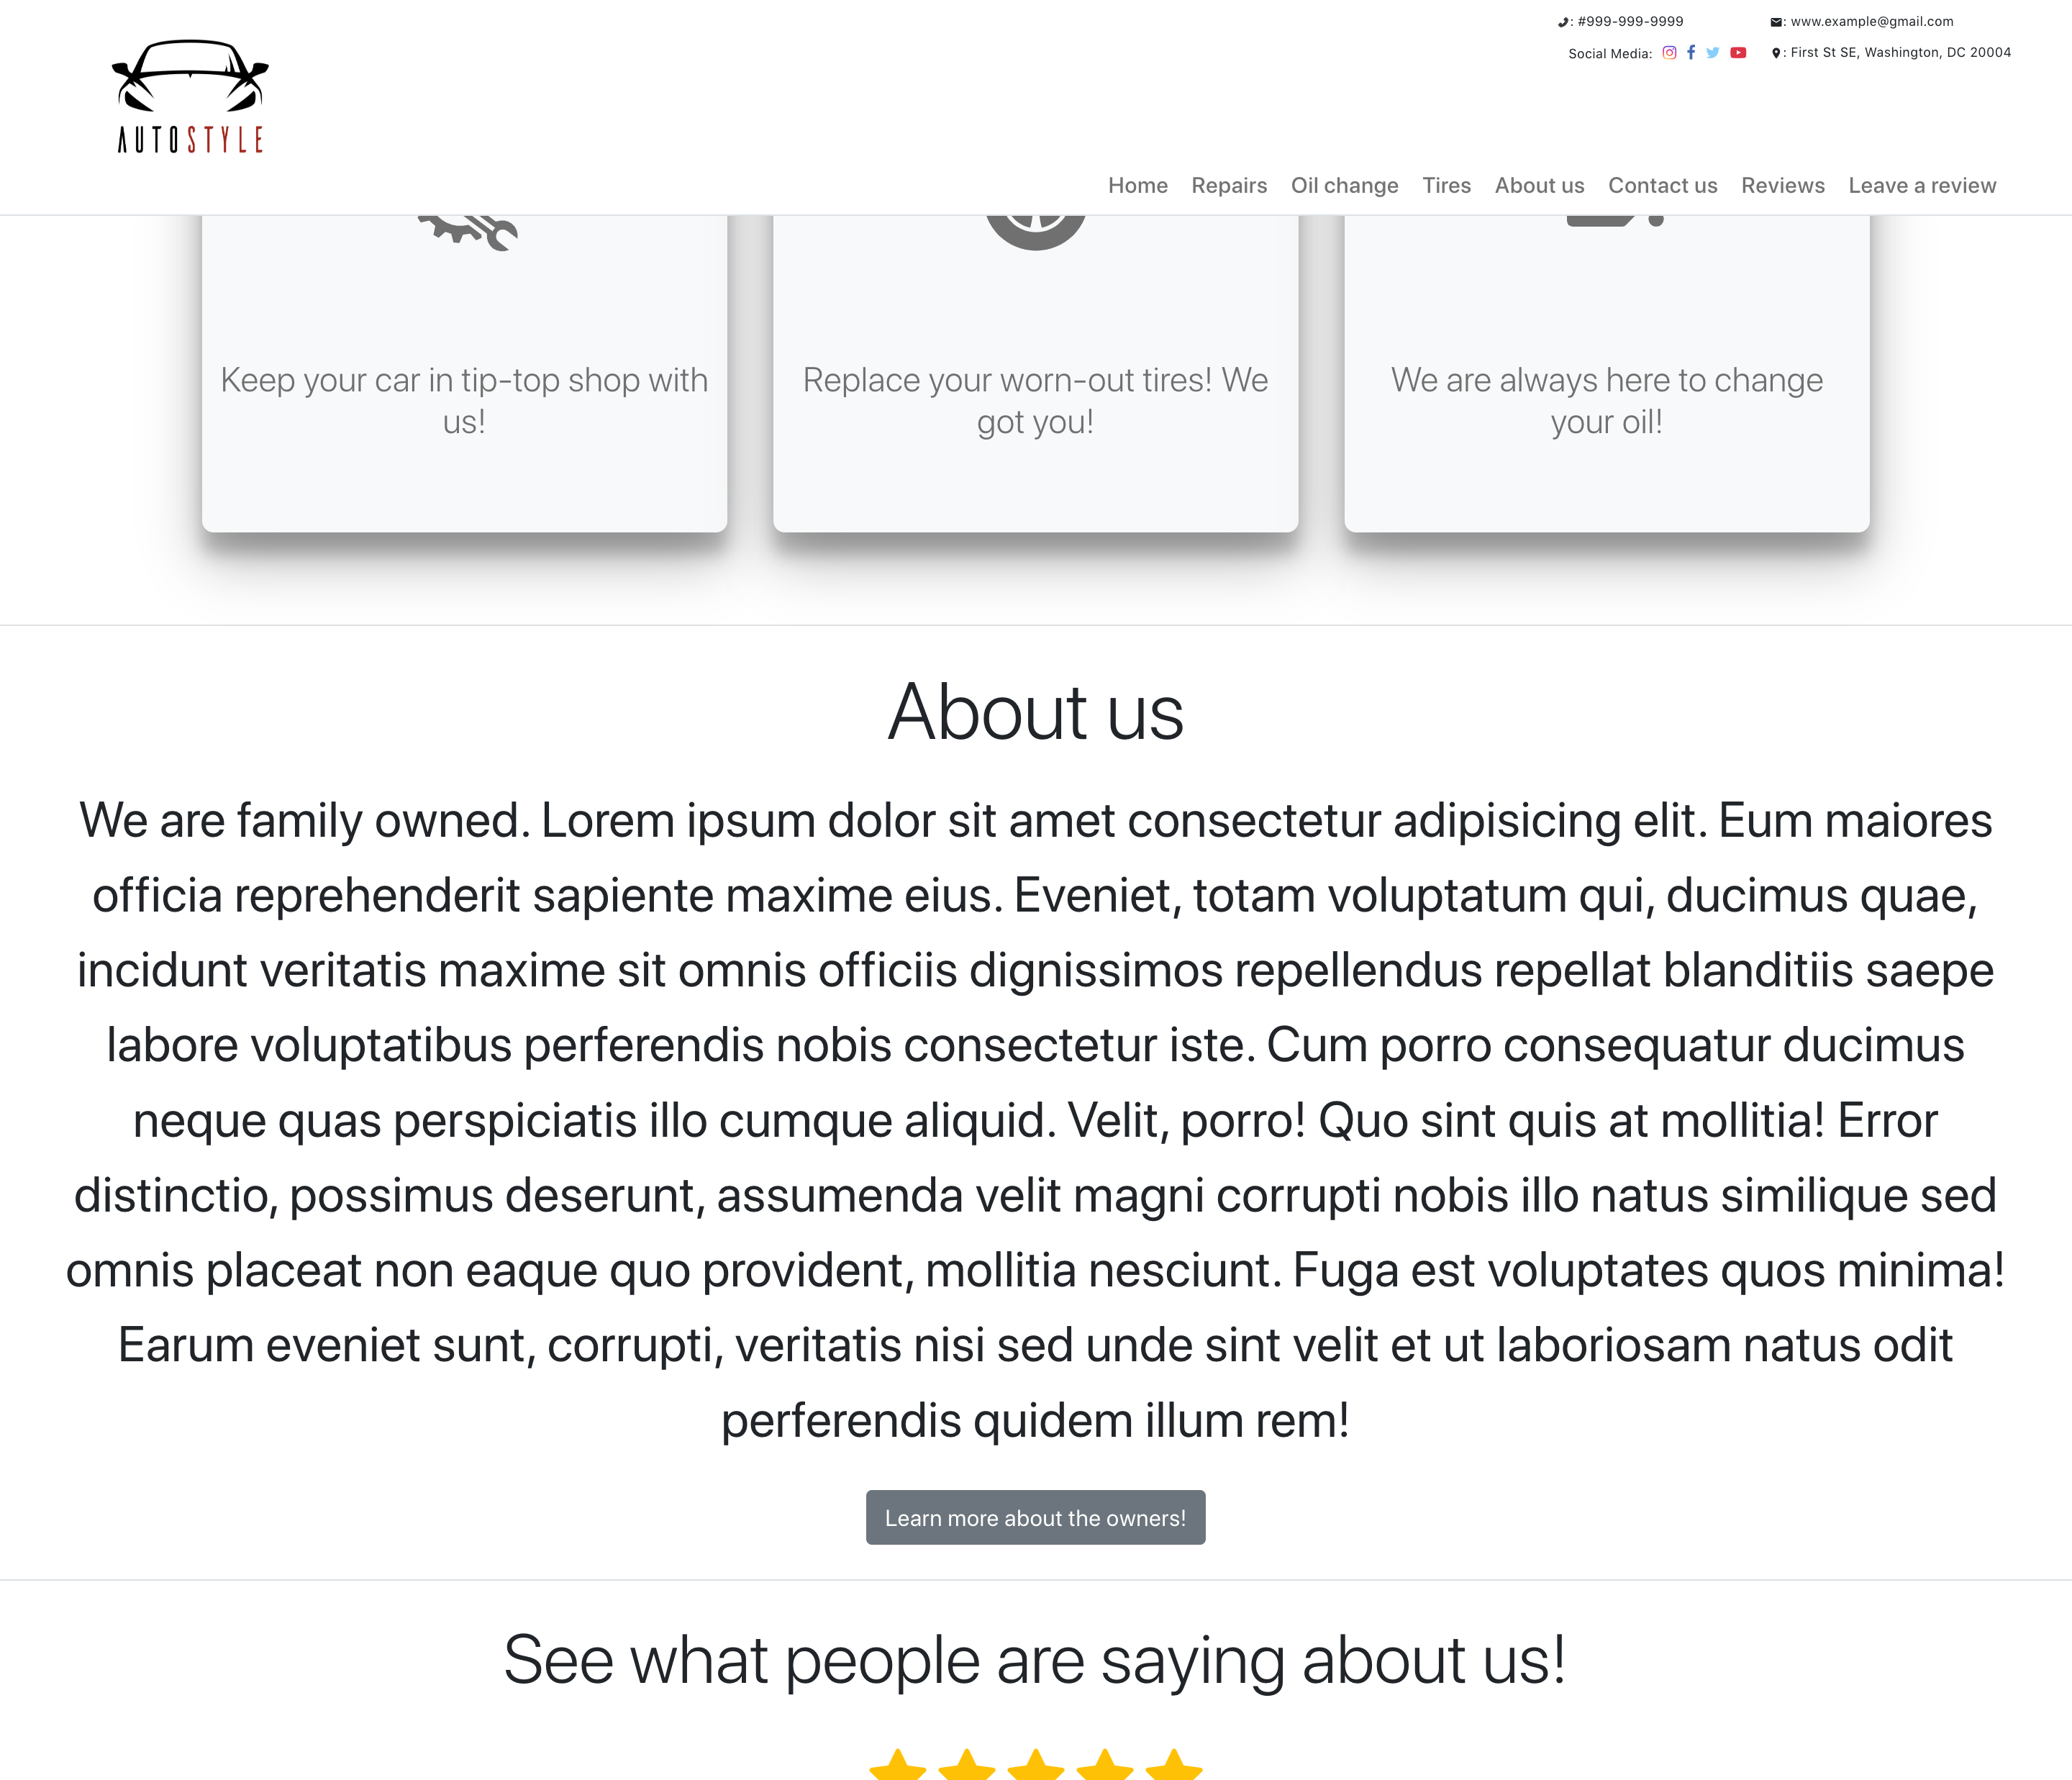 : #999-999-9999
: www.example@gmail.com
Social Media:
: First St SE, Washington, DC 20004
AUTOSTYLE
Home Repairs Oil change Tires About us Contact us Reviews Leave a review
Keep your car in tip-top shop with
us!
Replace your worn-out tires! We
got you!
We are always here to change
your oil!
About us
We are family owned. Lorem ipsum dolor sit amet consectetur adipisicing elit. Eum maiores
officia reprehenderit sapiente maxime eius. Eveniet, totam voluptatum qui, ducimus quae,
incidunt veritatis maxime sit omnis officiis dignissimos repellendus repellat blanditiis saepe
labore voluptatibus perferendis nobis consectetur iste. Cum porro consequatur ducimus
neque quas perspiciatis illo cumque aliquid. Velit, porro! Quo sint quis at mollitia! Error
distinctio, possimus deserunt, assumenda velit magni corrupti nobis illo natus similique sed
omnis placeat non eaque quo provident, mollitia nesciunt. Fuga est voluptates quos minima!
Earum eveniet sunt, corrupti, veritatis nisi sed unde sint velit et ut laboriosam natus odit
perferendis quidem illum rem!
Learn more about the owners!
See what people are saying about us!